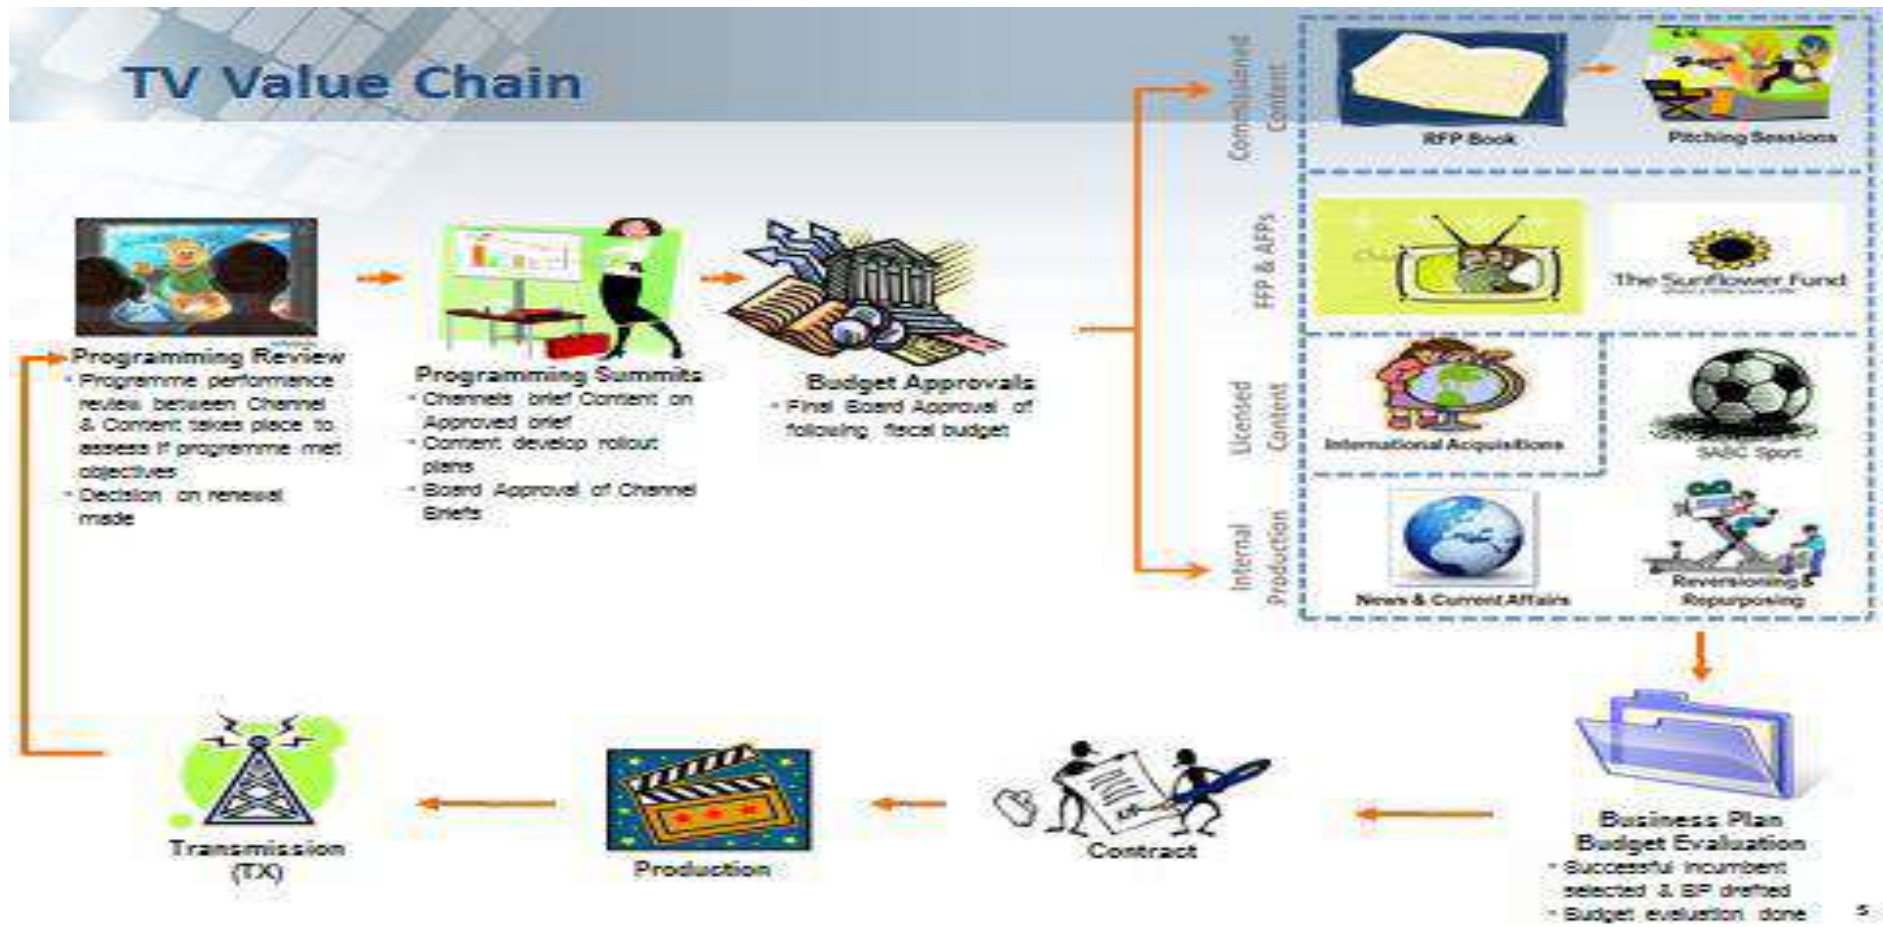 TV Value Chain
Commissioned
Content
RFP Book
Pitching Sessions
FFP & AFPs
The Sunflower Fund
Licensed
Content
International Acquisitions
SABC Sport
Internal
Production
News & Current Affairs
Reversioning &
Repurposing
Programming Review
• Programme performance
review between Channel
& Content takes place to
assess if programme met
objectives
• Decision on renewal
made
Programming Summits
• Channels brief Content on
Approved brief
• Content develop rollout
plans
• Board Approval of Channel
Briefs
Budget Approvals
• Final Board Approval of
following fiscal budget
Business Plan
Budget Evaluation
• Successful incumbent
selected & BP drafted
• Budget evaluation done
Contract
Production
Transmission
(TX)
5